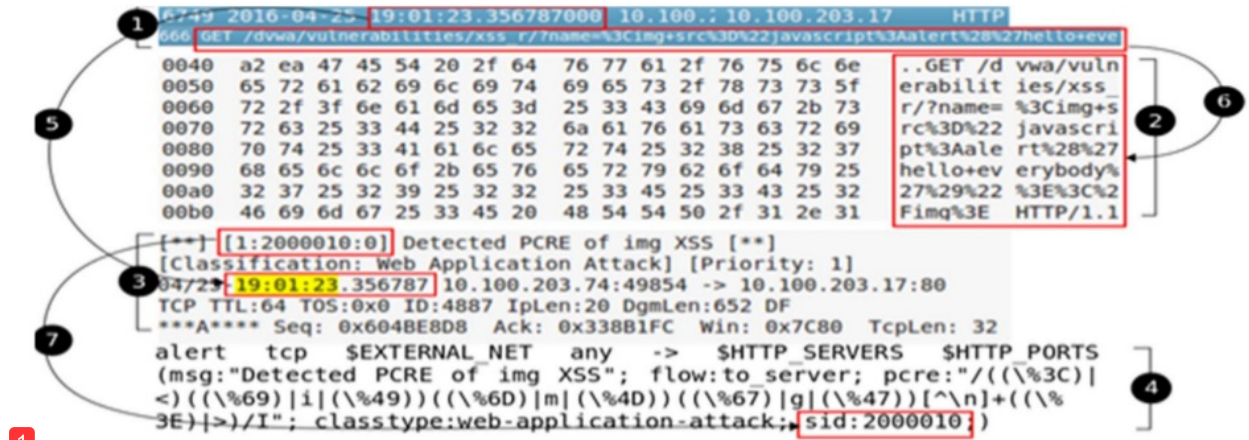 6749 2016-04-25 19:01:23.356787000 10.100.: 10.100.203.17 HTTP
1
666 GET /dvwa/vulnerabilities/xss_r/?name=%3Cimg+src%3D%22javascript%3Aalert%28%27hello+eve
0040 a2 ea 47 45 54 20 2f 64 76 77 61 2f 76 75 6c 6e ..GET /d vwa/vuln
0050 65 72 61 62 69 6c 69 74 69 65 73 2f 78 73 73 5f erabilit ies/xss_
0060 72 2f 3f 6e 61 6d 65 3d 25 33 43 69 6d 67 2b 73 r/?name= %3Cimg+s
6
5
0070 72 63 25 33 44 25 32 32 6a 61 76 61 73 63 72 69 rc%3D%22 javascri
2
0080 70 74 25 33 41 61 6c 65 72 74 25 32 38 25 32 37 pt%3Aale rt%28%27
0090 68 65 6c 6c 6f 2b 65 76 65 72 79 62 6f 64 79 25 hello+ev erybody%
00a0 32 37 25 32 39 25 32 32 25 33 45 25 33 43 25 32 27%29%22 %3E%3C%2
00b0 46 69 6d 67 25 33 45 20 48 54 54 50 2f 31 2e 31 Fimg%3E HTTP/1.1
[**] [1:2000010:0] Detected PCRE of img XSS [**]
[Classification: Web Application Attack] [Priority: 1]
3
04/25-19:01:23.356787 10.100.203.74:49854 -> 10.100.203.17:80
TCP TTL:64 TOS:0x0 ID:4887 IpLen:20 DgmLen:652 DF
***A**** Seq: 0x604BE8D8 Ack: 0x338B1FC Win: 0x7C80 TcpLen: 32
7
alert tcp $EXTERNAL_NET any -> $HTTP_SERVERS $HTTP_PORTS
(msg:"Detected PCRE of img XSS"; flow:to_server; pcre:"/((\%3C)|
4
<)((\%69)|i|(\%49))((\%6D)|m|(\%4D))((\%67)|g|(\%47))[^\n]+((\%
3E)|>)/I"; classtype:web-application-attack; sid:2000010;)
1